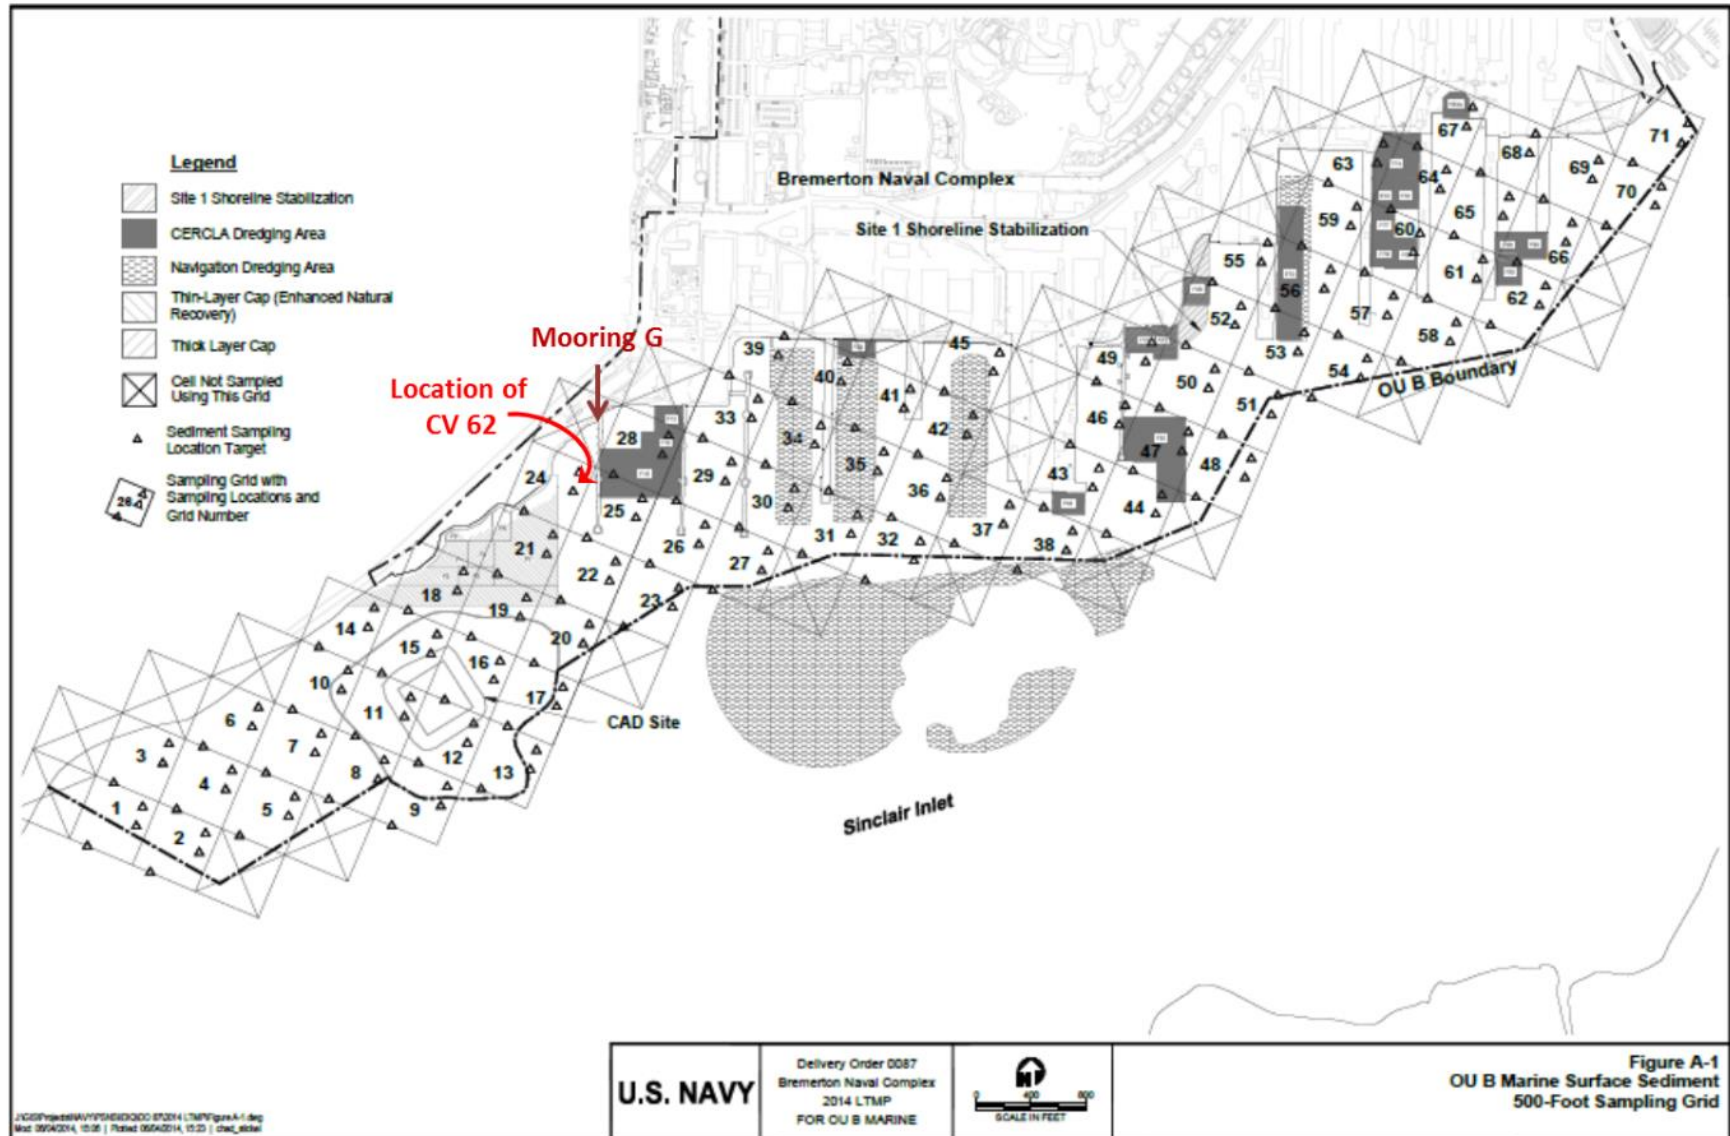 Legend
Site 1 Shoreline Stabilization
CERCLA Dredging Area
Navigation Dredging Area
Thin-Layer Cap (Enhanced Natural
Recovery)
Thick Layer Cap
Cell Not Sampled
Using This Grid
Sediment Sampling
Location Target
Sampling Grid with
Sampling Locations and
Grid Number
Bremerton Naval Complex
Site 1 Shoreline Stabilization
Mooring G
Location of
CV 62
OU B Boundary
CAD Site
Sinclair Inlet
71
67
68
69
63
64
70
59
65
60
55
66
61
56
62
52
57
58
53
39
45
49
54
40
50
41
33
46
51
28
42
34
47
24
29
35
43
48
36
30
25
44
37
21
31
32
26
38
27
22
18
23
19
14
20
15
16
10
17
11
6
7
3
12
13
8
4
5
9
1
2
U.S. NAVY
Delivery Order 0087
Bremerton Naval Complex
2014 LTMP
FOR OU B MARINE
0 400 800
SCALE IN FEET
Figure A-1
OU B Marine Surface Sediment
500-Foot Sampling Grid